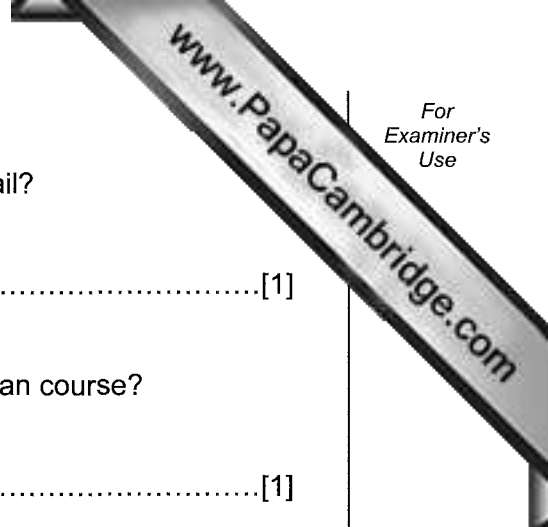 www.PapaCambridge.com
For
Examiner's
Use
ail?
..............................[1]
an course?
..............................[1]